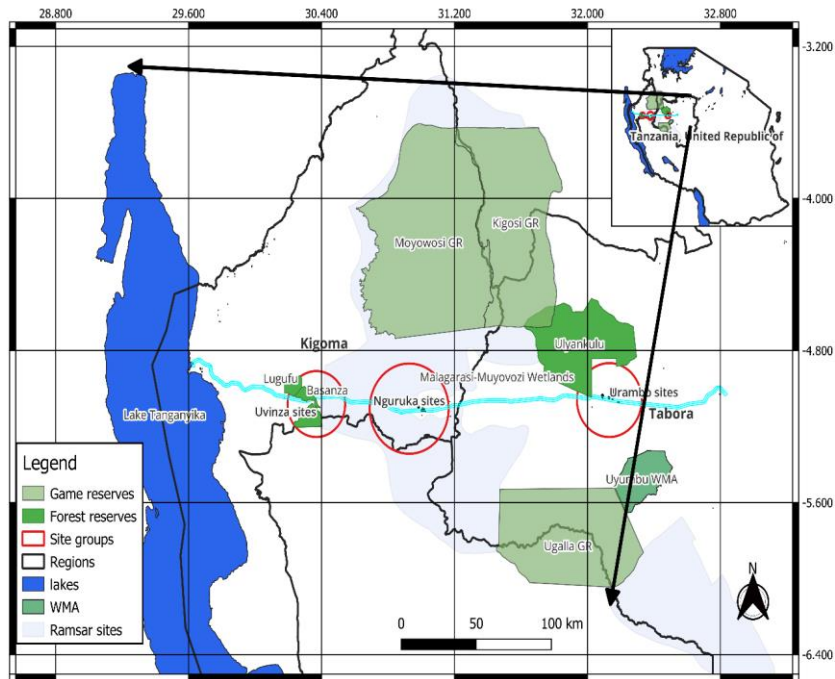 28.800 29.600 30.400 31.200 32.000 32.800
-3.200
Tanzania, United Republic of
-4.000
Kigosi GR
Moyowosi GR
Ulyankulu
Kigoma
-4.800
Lugufu
Malagarasi-Muyovozi Wetlands
Basanza
Urambo sites
Nguruka sites
Uvinza sites
Lake Tanganyika
Tabora
Legend
Game reserves
Forest reserves
Site groups
Regions
lakes
WMA
Ramsar sites
Uyumbu WMA
-5.600
Ugalla GR
N
0 50 100 km
-6.400